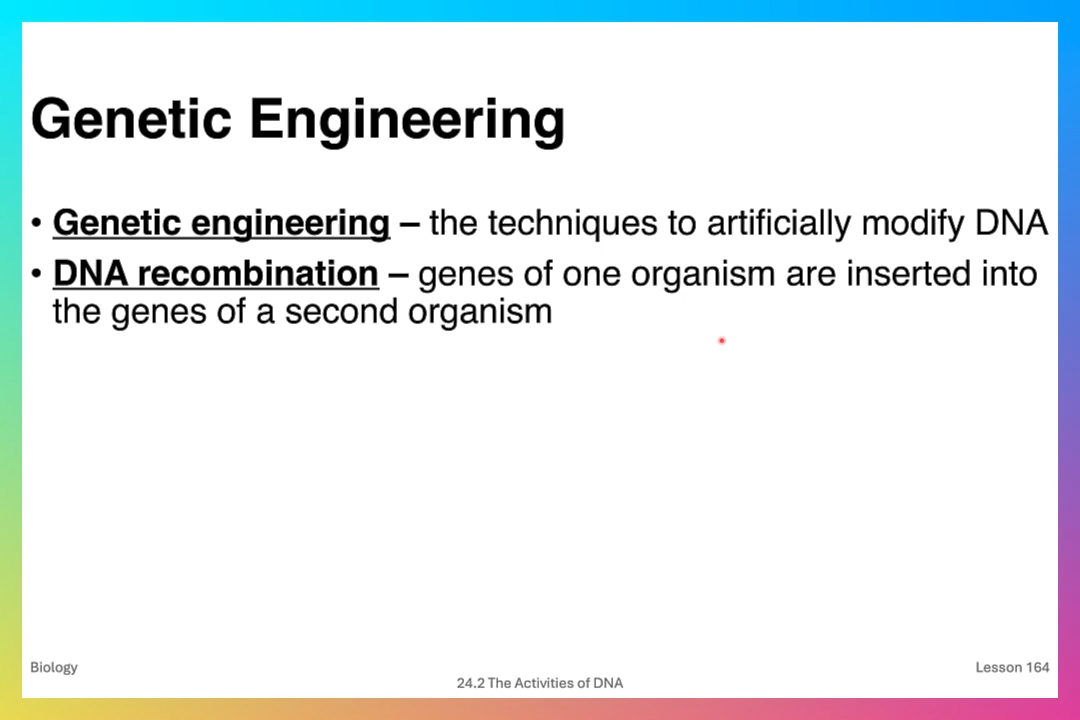 Genetic Engineering
• Genetic engineering – the techniques to artificially modify DNA
• DNA recombination – genes of one organism are inserted into
the genes of a second organism
Biology
24.2 The Activities of DNA
Lesson 164